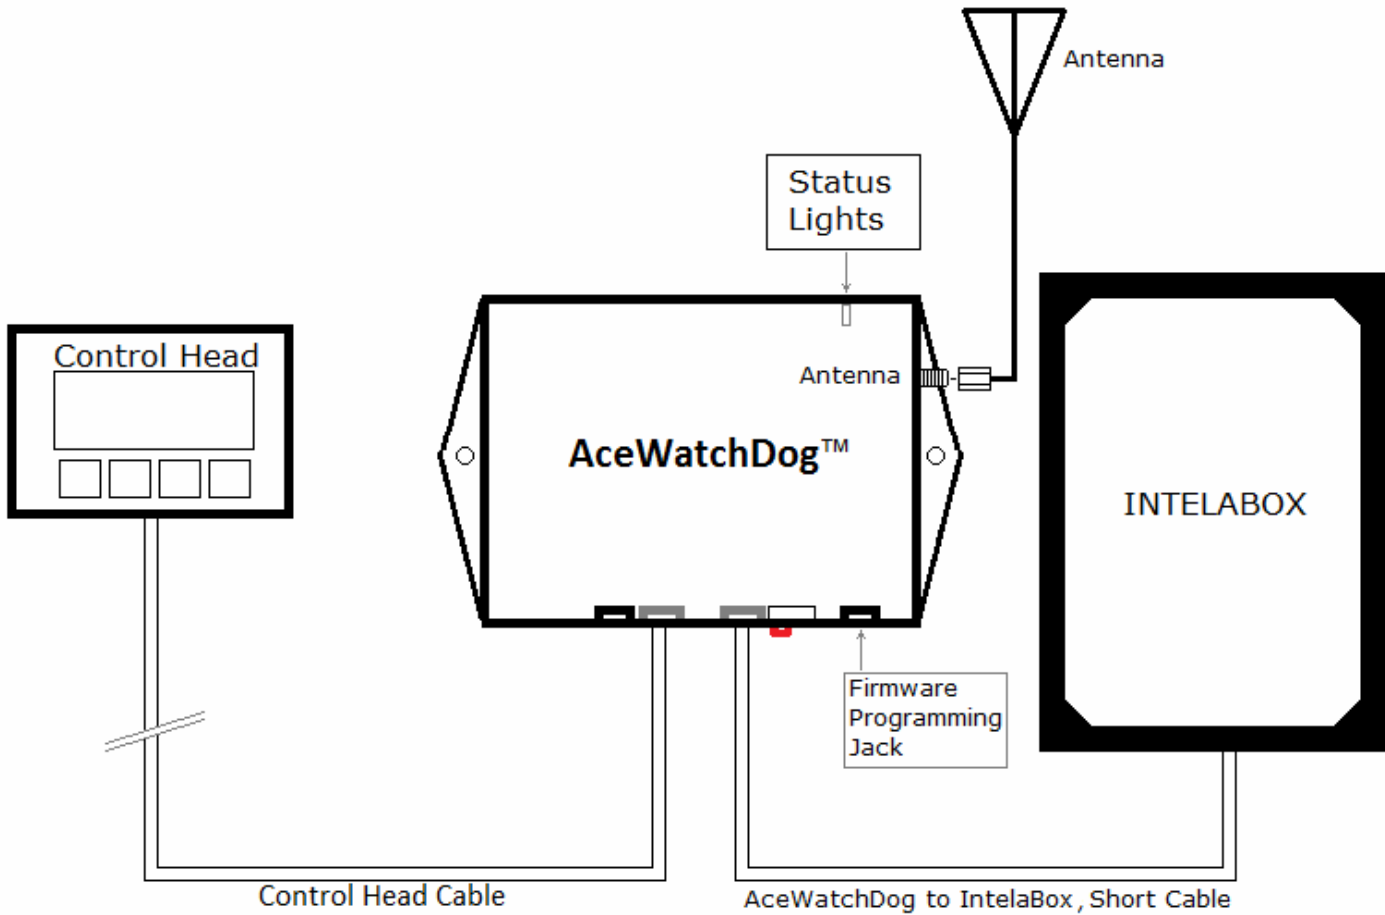 Antenna
Status
Lights
Control Head
Antenna
AceWatchDog™
INTELABOX
Firmware
Programming
Jack
Control Head Cable
AceWatchDog to IntelaBox, Short Cable